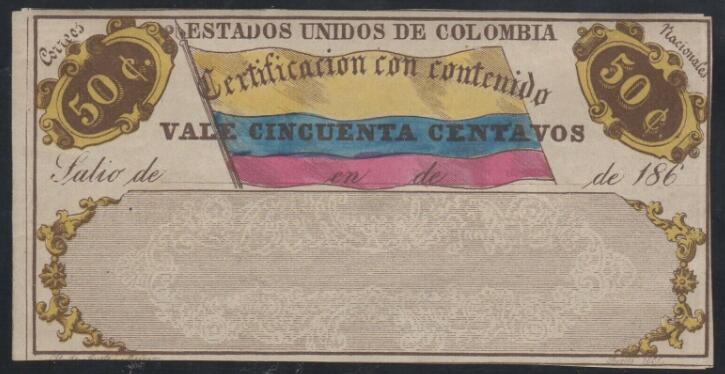 Correos
Nacionales
ESTADOS UNIDOS DE COLOMBIA
50 ¢.
50 ¢
Certificacion con contenido
VALE CINCUENTA CENTAVOS
Salio de en de de 186